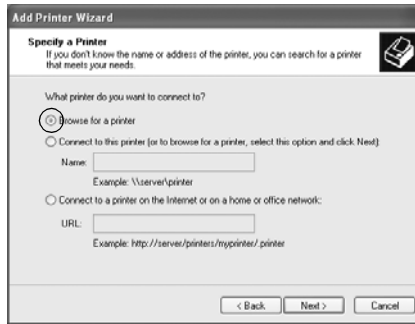 Add Printer Wizard
Specify a Printer
If you don't know the name or address of the printer, you can search for a printer
that meets your needs.
What printer do you want to connect to?
Browse for a printer
Connect to this printer (or to browse for a printer, select this option and click Next):
Name:
Example: \\server\printer
Connect to a printer on the Internet or on a home or office network:
URL:
Example: http://server/printers/myprinter/.printer
< Back
Next >
Cancel